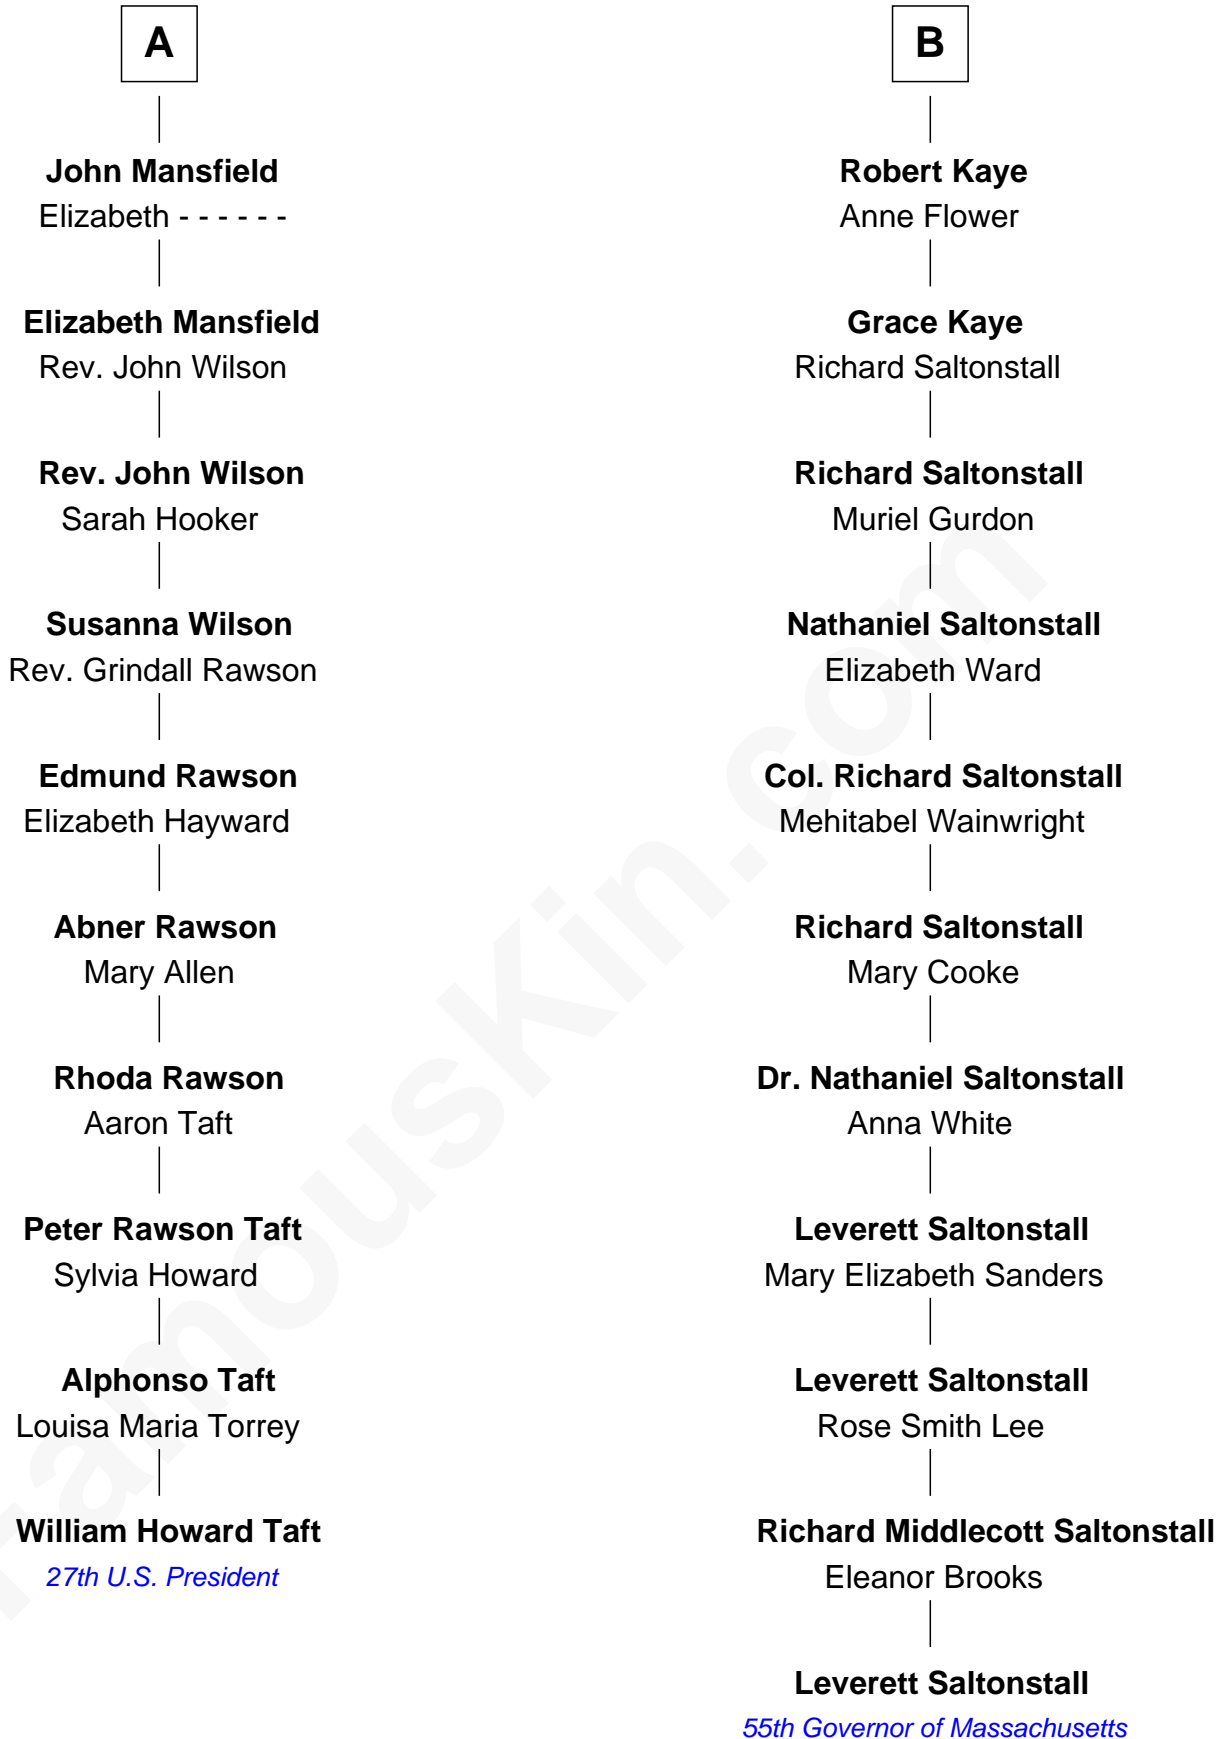 A
John Mansfield
Elizabeth - - - - - -
Elizabeth Mansfield
Rev. John Wilson
Rev. John Wilson
Sarah Hooker
Susanna Wilson
Rev. Grindall Rawson
Edmund Rawson
Elizabeth Hayward
Abner Rawson
Mary Allen
Rhoda Rawson
Aaron Taft
Peter Rawson Taft
Sylvia Howard
Alphonso Taft
Louisa Maria Torrey
William Howard Taft
27th U.S. President
B
Robert Kaye
Anne Flower
Grace Kaye
Richard Saltonstall
Richard Saltonstall
Muriel Gurdon
Nathaniel Saltonstall
Elizabeth Ward
Col. Richard Saltonstall
Mehitabel Wainwright
Richard Saltonstall
Mary Cooke
Dr. Nathaniel Saltonstall
Anna White
Leverett Saltonstall
Mary Elizabeth Sanders
Leverett Saltonstall
Rose Smith Lee
Richard Middlecott Saltonstall
Eleanor Brooks
Leverett Saltonstall
55th Governor of Massachusetts
FamousKin.com